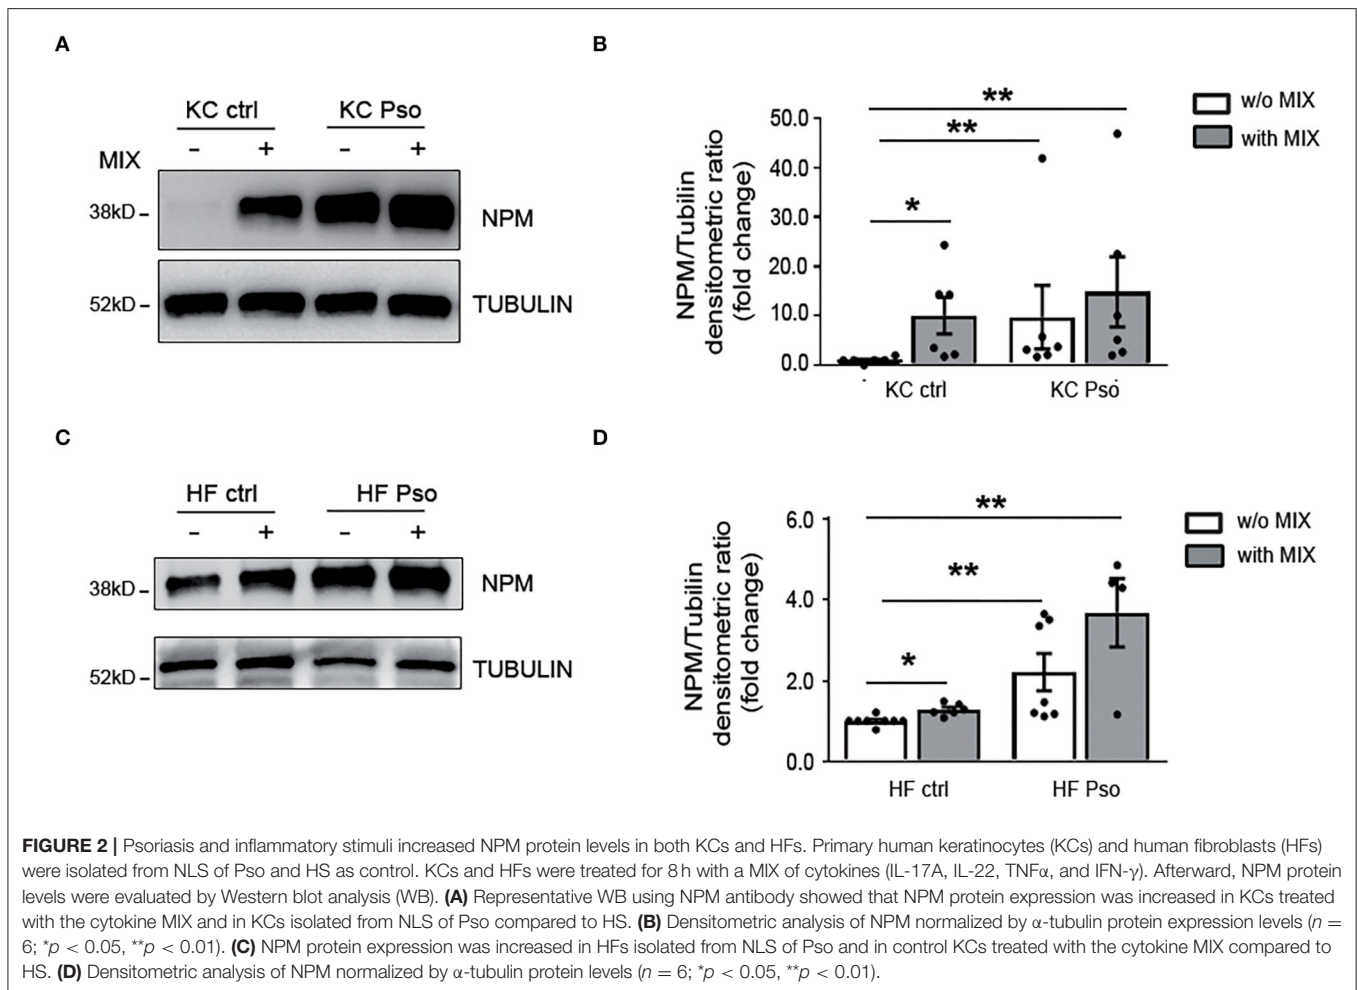 A
KC ctrl KC Pso
MIX – + – +
38kD – NPM
52kD – TUBULIN
B
NPM/Tubilin
densitometric ratio
(fold change)
50.0
40.0
30.0
20.0
10.0
0.0
**
**
*
KC ctrl KC Pso
w/o MIX
with MIX
C
HF ctrl HF Pso
– + – +
38kD – NPM
52kD – TUBULIN
D
NPM/Tubilin
densitometric ratio
(fold change)
6.0
4.0
2.0
0.0
**
**
*
HF ctrl HF Pso
w/o MIX
with MIX
FIGURE 2 | Psoriasis and inflammatory stimuli increased NPM protein levels in both KCs and HFs. Primary human keratinocytes (KCs) and human fibroblasts (HFs)
were isolated from NLS of Pso and HS as control. KCs and HFs were treated for 8 h with a MIX of cytokines (IL-17A, IL-22, TNFα, and IFN-γ). Afterward, NPM protein
levels were evaluated by Western blot analysis (WB). (A) Representative WB using NPM antibody showed that NPM protein expression was increased in KCs treated
with the cytokine MIX and in KCs isolated from NLS of Pso compared to HS. (B) Densitometric analysis of NPM normalized by α-tubulin protein expression levels (n =
6; *p < 0.05, **p < 0.01). (C) NPM protein expression was increased in HFs isolated from NLS of Pso and in control KCs treated with the cytokine MIX compared to
HS. (D) Densitometric analysis of NPM normalized by α-tubulin protein levels (n = 6; *p < 0.05, **p < 0.01).